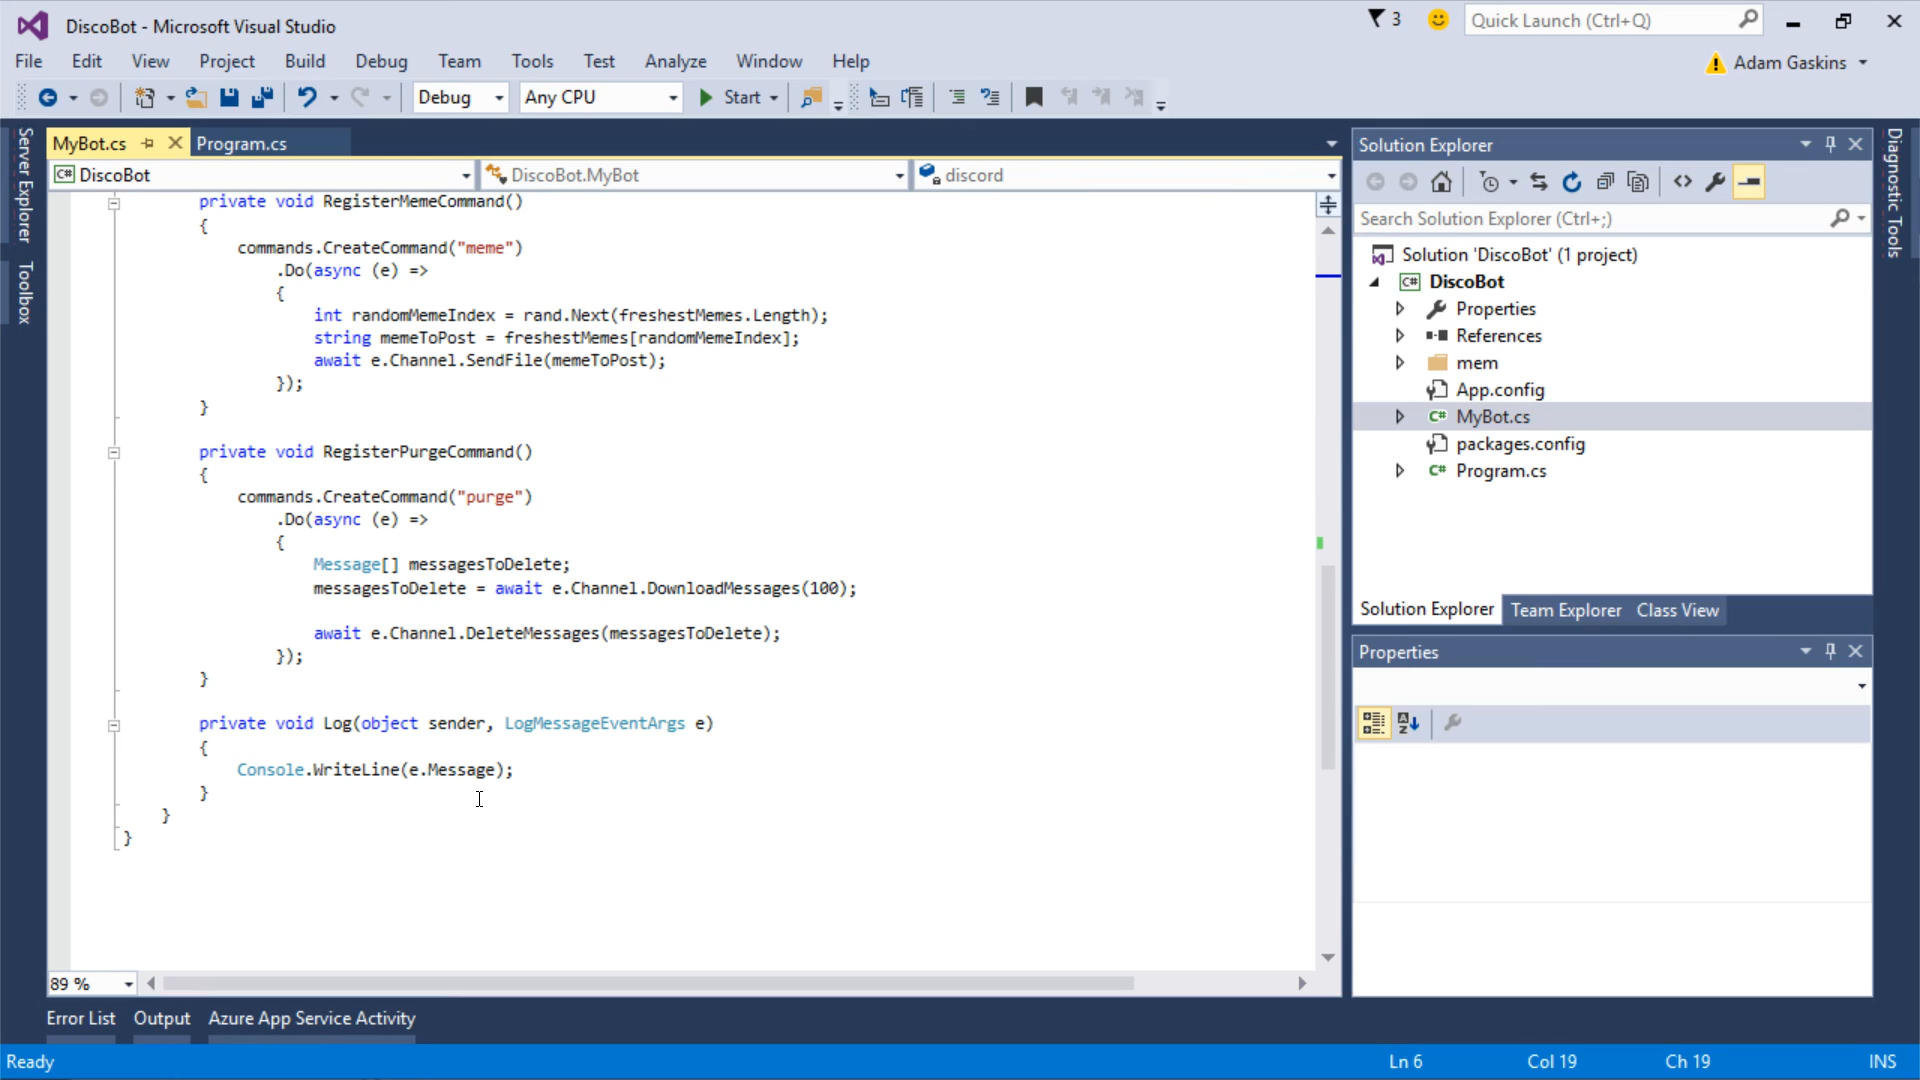 DiscoBot - Microsoft Visual Studio
3
Quick Launch (Ctrl+Q)
File Edit View Project Build Debug Team Tools Test Analyze Window Help
Adam Gaskins
Debug Any CPU Start
Server Explorer
Toolbox
MyBot.cs Program.cs
DiscoBot DiscoBot.MyBot discord
private void RegisterMemeCommand()
{
commands.CreateCommand("meme")
.Do(async (e) =>
{
int randomMemeIndex = rand.Next(freshestMemes.Length);
string memeToPost = freshestMemes[randomMemeIndex];
await e.Channel.SendFile(memeToPost);
});
}
private void RegisterPurgeCommand()
{
commands.CreateCommand("purge")
.Do(async (e) =>
{
Message[] messagesToDelete;
messagesToDelete = await e.Channel.DownloadMessages(100);
await e.Channel.DeleteMessages(messagesToDelete);
});
}
private void Log(object sender, LogMessageEventArgs e)
{
Console.WriteLine(e.Message);
}
}
}
89 %
Solution Explorer
Search Solution Explorer (Ctrl+;)
Solution 'DiscoBot' (1 project)
C# DiscoBot
Properties
References
mem
App.config
C# MyBot.cs
packages.config
C# Program.cs
Solution Explorer Team Explorer Class View
Properties
Diagnostic Tools
Error List Output Azure App Service Activity
Ready Ln 6 Col 19 Ch 19 INS